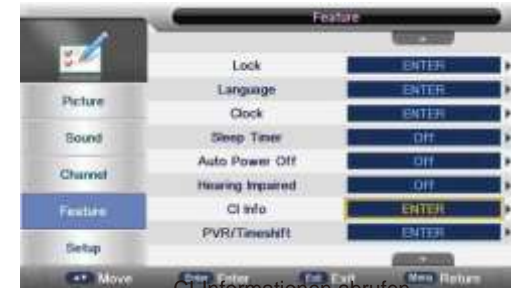 Feature
Lock ENTER
Language ENTER
Clock ENTER
Sleep Timer Off
Auto Power Off Off
Hearing Impaired Off
CI Info ENTER
PVR/Timeshift ENTER
Picture
Sound
Channel
Feature
Setup
Move Enter Enter Exit Exit Menu Return
CI Informationen abrufen